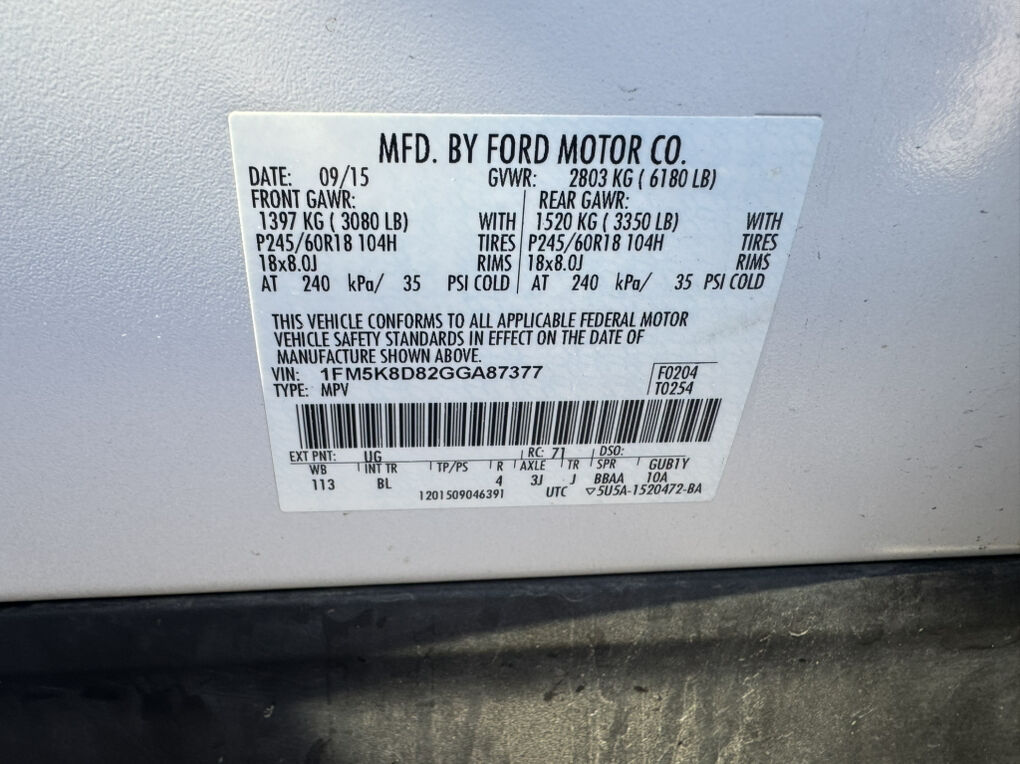 MFD. BY FORD MOTOR CO.
DATE: 09/15 GVWR: 2803 KG ( 6180 LB)
FRONT GAWR: REAR GAWR:
1397 KG ( 3080 LB) WITH 1520 KG ( 3350 LB) WITH
P245/60R18 104H TIRES P245/60R18 104H TIRES
18x8.0J RIMS 18x8.0J RIMS
AT 240 kPa/ 35 PSI COLD AT 240 kPa/ 35 PSI COLD
THIS VEHICLE CONFORMS TO ALL APPLICABLE FEDERAL MOTOR
VEHICLE SAFETY STANDARDS IN EFFECT ON THE DATE OF
MANUFACTURE SHOWN ABOVE.
VIN: 1FM5K8D82GGA87377 F0204
TYPE: MPV T0254
EXT PNT: UG RC: 71 DSO:
WB INT TR TP/PS R AXLE TR SPR GUB1Y
113 BL 4 3J J BBAA 10A
1201509046391 UTC ▽5U5A-1520472-BA